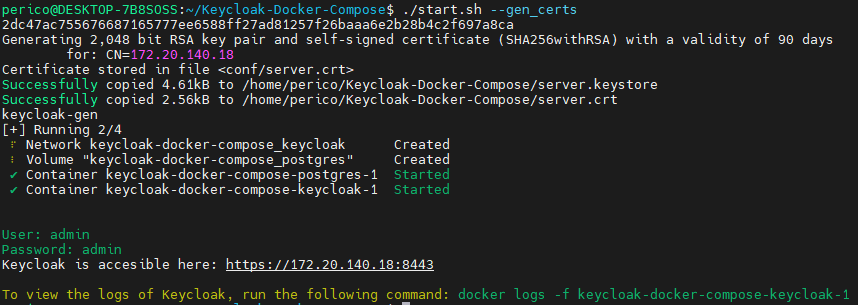 perico@DESKTOP-7B8SOSS:~/Keycloak-Docker-Compose$ ./start.sh --gen_certs
2dc47ac755676687165777ee6588ff27ad81257f26baaa6e2b28b4c2f697a8ca
Generating 2,048 bit RSA key pair and self-signed certificate (SHA256withRSA) with a validity of 90 days
for: CN=172.20.140.18
Certificate stored in file <conf/server.crt>
Successfully copied 4.61kB to /home/perico/Keycloak-Docker-Compose/server.keystore
Successfully copied 2.56kB to /home/perico/Keycloak-Docker-Compose/server.crt
keycloak-gen
[+] Running 2/4
⠋ Network keycloak-docker-compose_keycloak Created
⠇ Volume "keycloak-docker-compose_postgres" Created
✔ Container keycloak-docker-compose-postgres-1 Started
✔ Container keycloak-docker-compose-keycloak-1 Started
User: admin
Password: admin
Keycloak is accesible here: https://172.20.140.18:8443
To view the logs of Keycloak, run the following command: docker logs -f keycloak-docker-compose-keycloak-1